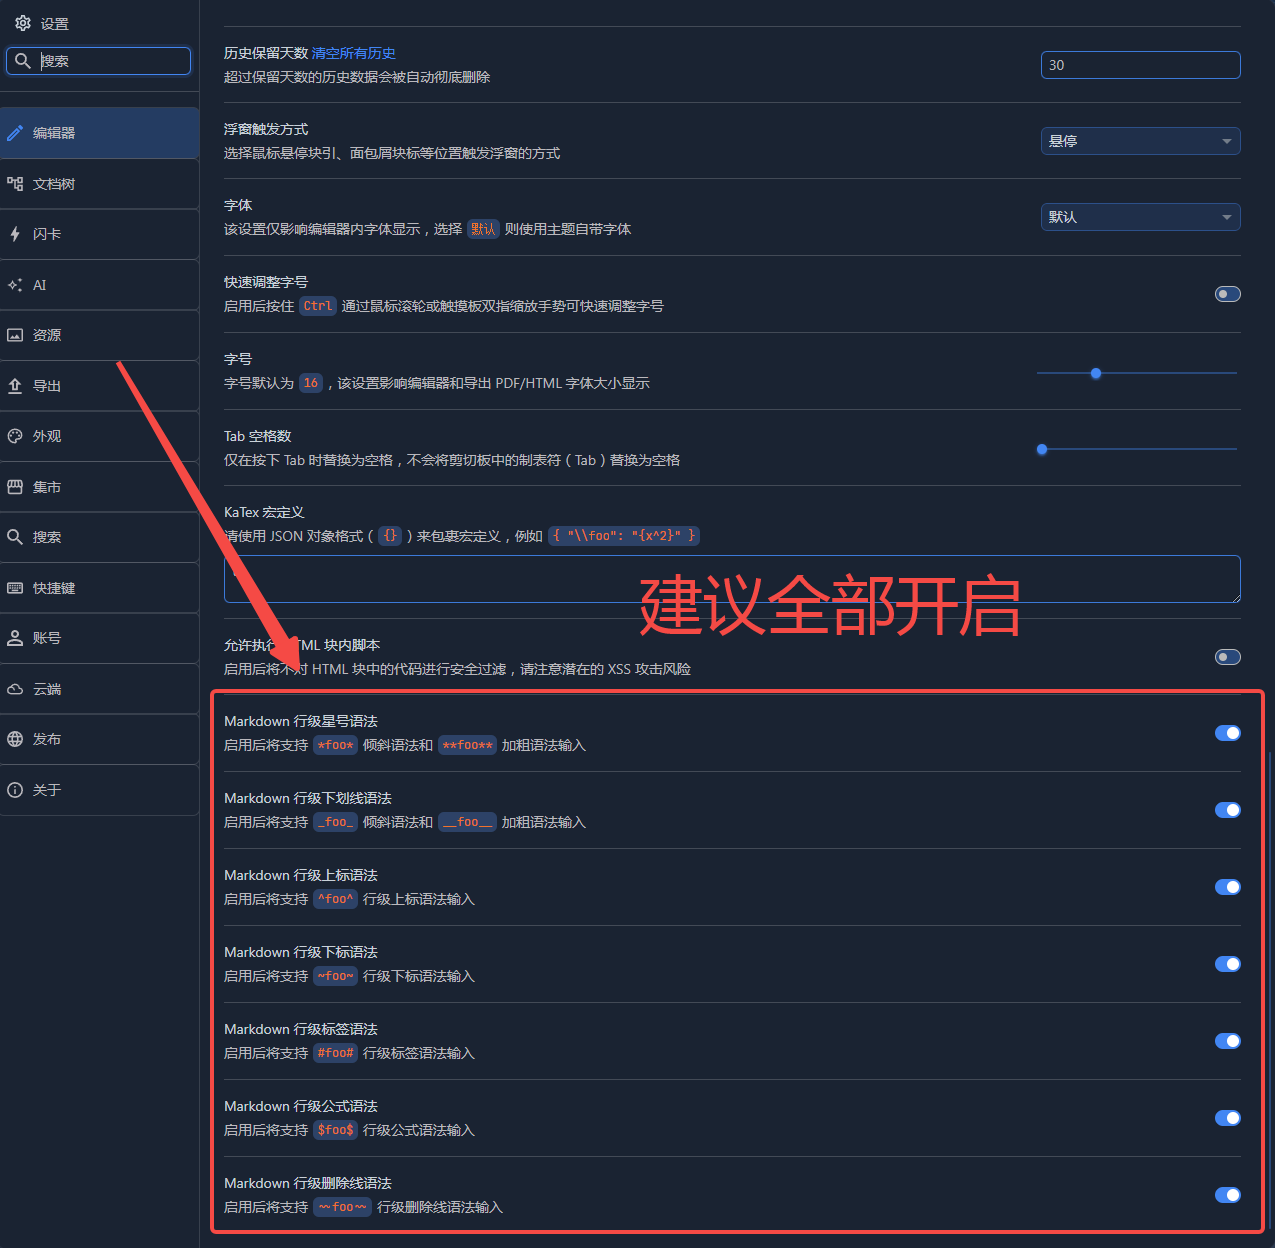 设置
搜索
编辑器
文档树
闪卡
AI
资源
导出
外观
集市
搜索
快捷键
账号
云端
发布
关于
历史保留天数 清空所有历史
超过保留天数的历史数据会被自动彻底删除
30
浮窗触发方式
选择鼠标悬停块引、面包屑块标等位置触发浮窗的方式
悬停
字体
该设置仅影响编辑器内字体显示，选择 默认 则使用主题自带字体
默认
快速调整字号
启用后按住 Ctrl 通过鼠标滚轮或触摸板双指缩放手势可快速调整字号
字号
字号默认为 16 ，该设置影响编辑器和导出 PDF/HTML 字体大小显示
Tab 空格数
仅在按下 Tab 时替换为空格，不会将剪切板中的制表符（Tab）替换为空格
KaTex 宏定义
请使用 JSON 对象格式（ {} ）来包裹宏定义，例如 { "\\foo": "{x^2}" }
建议全部开启
允许执行 HTML 块内脚本
启用后将不对 HTML 块中的代码进行安全过滤，请注意潜在的 XSS 攻击风险
Markdown 行级星号语法
启用后将支持 *foo* 倾斜语法和 **foo** 加粗语法输入
Markdown 行级下划线语法
启用后将支持 _foo_ 倾斜语法和 __foo__ 加粗语法输入
Markdown 行级上标语法
启用后将支持 ^foo^ 行级上标语法输入
Markdown 行级下标语法
启用后将支持 ~foo~ 行级下标语法输入
Markdown 行级标签语法
启用后将支持 #foo# 行级标签语法输入
Markdown 行级公式语法
启用后将支持 $foo$ 行级公式语法输入
Markdown 行级删除线语法
启用后将支持 ~~foo~~ 行级删除线语法输入